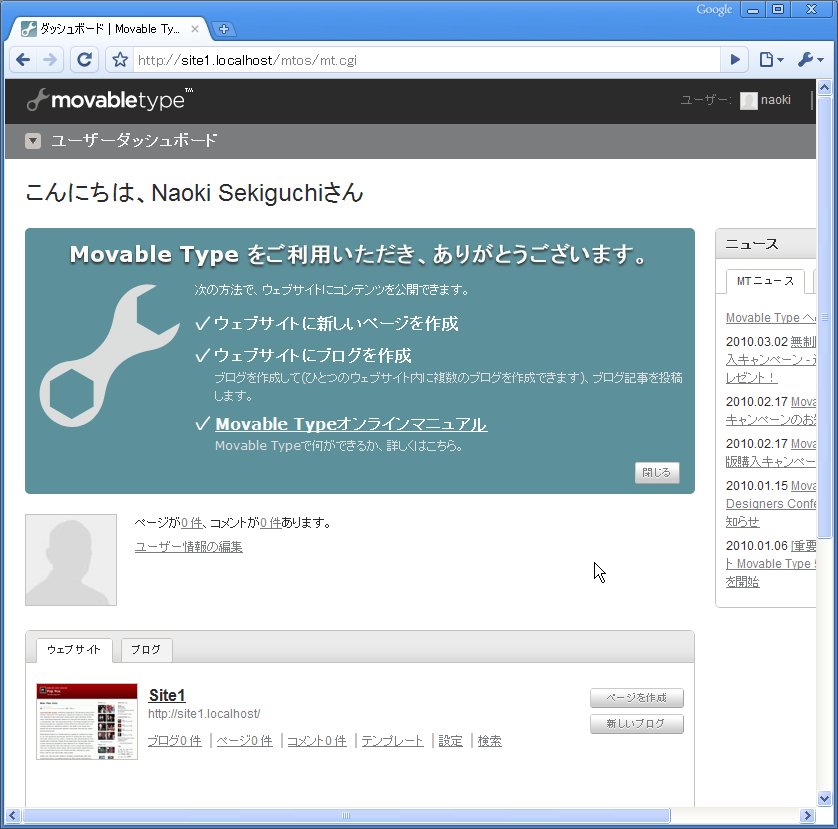 Google
ダッシュボード | Movable Ty...
http://site1.localhost/mtos/mt.cgi
movabletype™
ユーザー: naoki
ユーザーダッシュボード
こんにちは、Naoki Sekiguchiさん
Movable Type をご利用いただき、ありがとうございます。
次の方法で、ウェブサイトにコンテンツを公開できます。
ウェブサイトに新しいページを作成
ウェブサイトにブログを作成
ブログを作成して(ひとつのウェブサイト内に複数のブログを作成できます)、ブログ記事を投稿
します。
Movable Typeオンラインマニュアル
Movable Typeで何ができるか、詳しくはこちら。
閉じる
ページが0 件、コメントが0 件あります。
ユーザー情報の編集
ウェブサイト
ブログ
Site1
http://site1.localhost/
ブログ0 件 | ページ0 件 | コメント0 件 | テンプレート | 設定 | 検索
ページを作成
新しいブログ
ニュース
MTニュース
Movable Type へ
2010.03.02 無制
入キャンペーン -
レゼント！
2010.02.17 Mova
キャンペーンのお
2010.02.17 Mova
版購入キャンペー
2010.01.15 Mova
Designers Confe
知らせ
2010.01.06 [重要
ト Movable Type
を開始